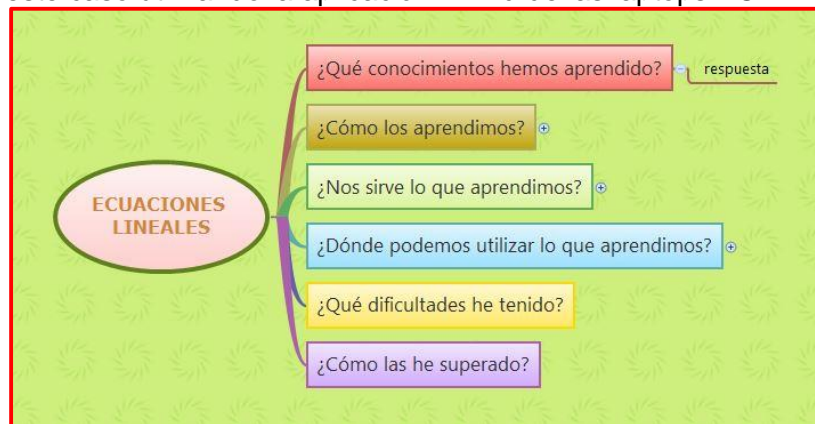 ¿Qué conocimientos hemos aprendido?
respuesta
¿Cómo los aprendimos?
¿Nos sirve lo que aprendimos?
ECUACIONES
LINEALES
¿Dónde podemos utilizar lo que aprendimos?
¿Qué dificultades he tenido?
¿Cómo las he superado?